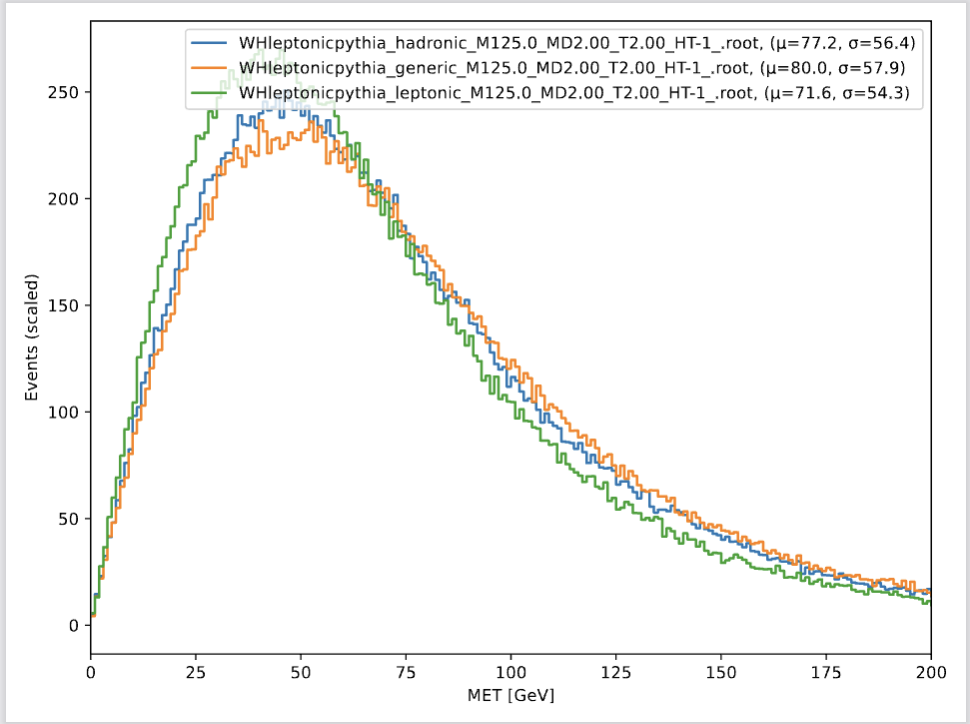 WHleptonicpythia_hadronic_M125.0_MD2.00_T2.00_HT-1_.root, (μ=77.2, σ=56.4)
WHleptonicpythia_generic_M125.0_MD2.00_T2.00_HT-1_.root, (μ=80.0, σ=57.9)
WHleptonicpythia_leptonic_M125.0_MD2.00_T2.00_HT-1_.root, (μ=71.6, σ=54.3)
250
200
150
100
50
0
Events (scaled)
0 25 50 75 100 125 150 175 200
MET [GeV]